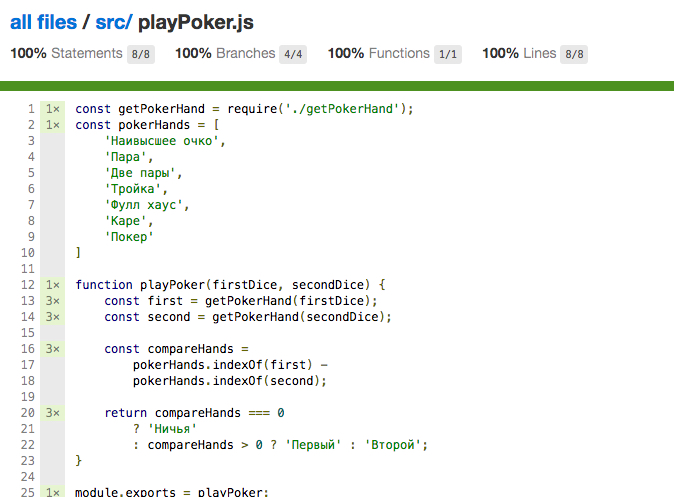 all files / src/ playPoker.js
100% Statements 8/8 100% Branches 4/4 100% Functions 1/1 100% Lines 8/8
1 1× const getPokerHand = require('./getPokerHand');
2 1× const pokerHands = [
3 'Наивысшее очко',
4 'Пара',
5 'Две пары',
6 'Тройка',
7 'Фулл хаус',
8 'Каре',
9 'Покер'
10 ]
11
12 1× function playPoker(firstDice, secondDice) {
13 3× const first = getPokerHand(firstDice);
14 3× const second = getPokerHand(secondDice);
15
16 3× const compareHands =
17 pokerHands.indexOf(first) -
18 pokerHands.indexOf(second);
19
20 3× return compareHands === 0
21 ? 'Ничья'
22 : compareHands > 0 ? 'Первый' : 'Второй';
23 }
24
25 1× module.exports = playPoker;